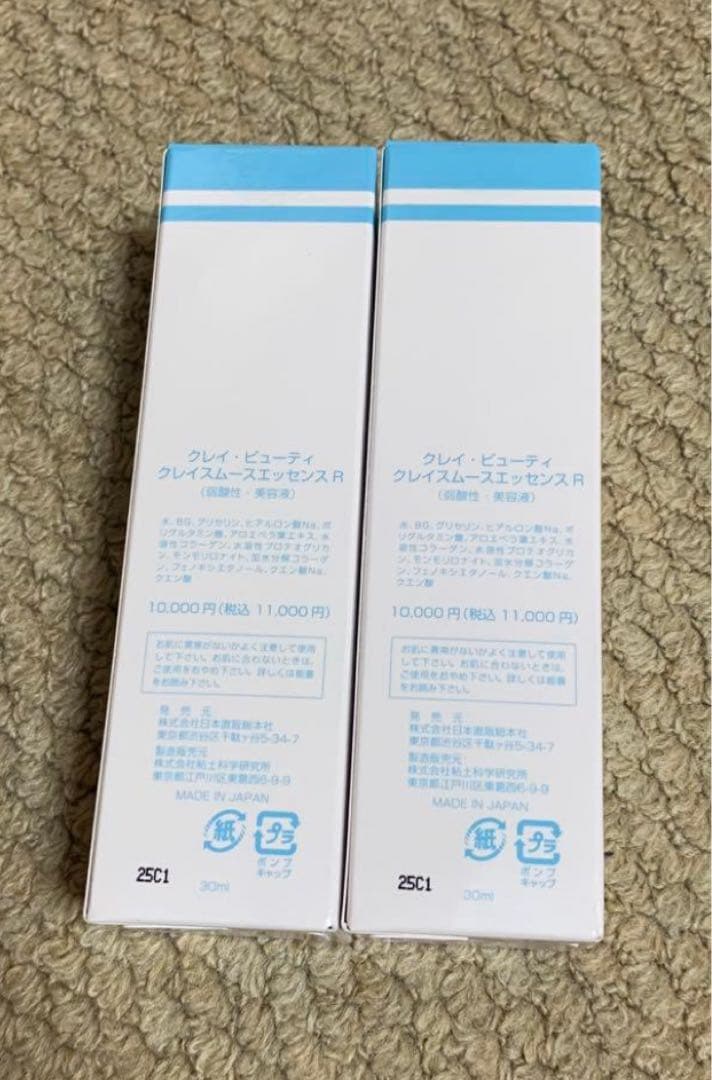 クレイ・ビューティ
クレイスムースエッセンスR
(弱酸性・美容液)
水、BG、グリセリン、ヒアルロン酸Na、ポ
リグルタミン酸、アロエベラ葉エキス、水
溶性コラーゲン、水溶性プロテオグリカ
ン、モンモリロナイト、加水分解コラーゲ
ン、フェノキシエタノール、クエン酸Na、
クエン酸
10,000円(税込 11,000円)
お肌に異常がないかよく注意して使用
して下さい。お肌に合わないときは、
ご使用をおやめ下さい。詳しくは能書
をお読み下さい。
発売元
株式会社日本直販総本社
東京都渋谷区千駄ヶ谷5-34-7
製造販売元
株式会社粘土科学研究所
東京都江戸川区東葛西6-9-9
MADE IN JAPAN
紙
プラ
ポンプ
キャップ
25C1
30ml
クレイ・ビューティ
クレイスムースエッセンスR
(弱酸性・美容液)
水、BG、グリセリン、ヒアルロン酸Na、ポ
リグルタミン酸、アロエベラ葉エキス、水
溶性コラーゲン、水溶性プロテオグリカ
ン、モンモリロナイト、加水分解コラーゲ
ン、フェノキシエタノール、クエン酸Na、
クエン酸
10,000円(税込 11,000円)
お肌に異常がないかよく注意して使用
して下さい。お肌に合わないときは、
ご使用をおやめ下さい。詳しくは能書
をお読み下さい。
発売元
株式会社日本直販総本社
東京都渋谷区千駄ヶ谷5-34-7
製造販売元
株式会社粘土科学研究所
東京都江戸川区東葛西6-9-9
MADE IN JAPAN
紙
プラ
ポンプ
キャップ
25C1
30ml